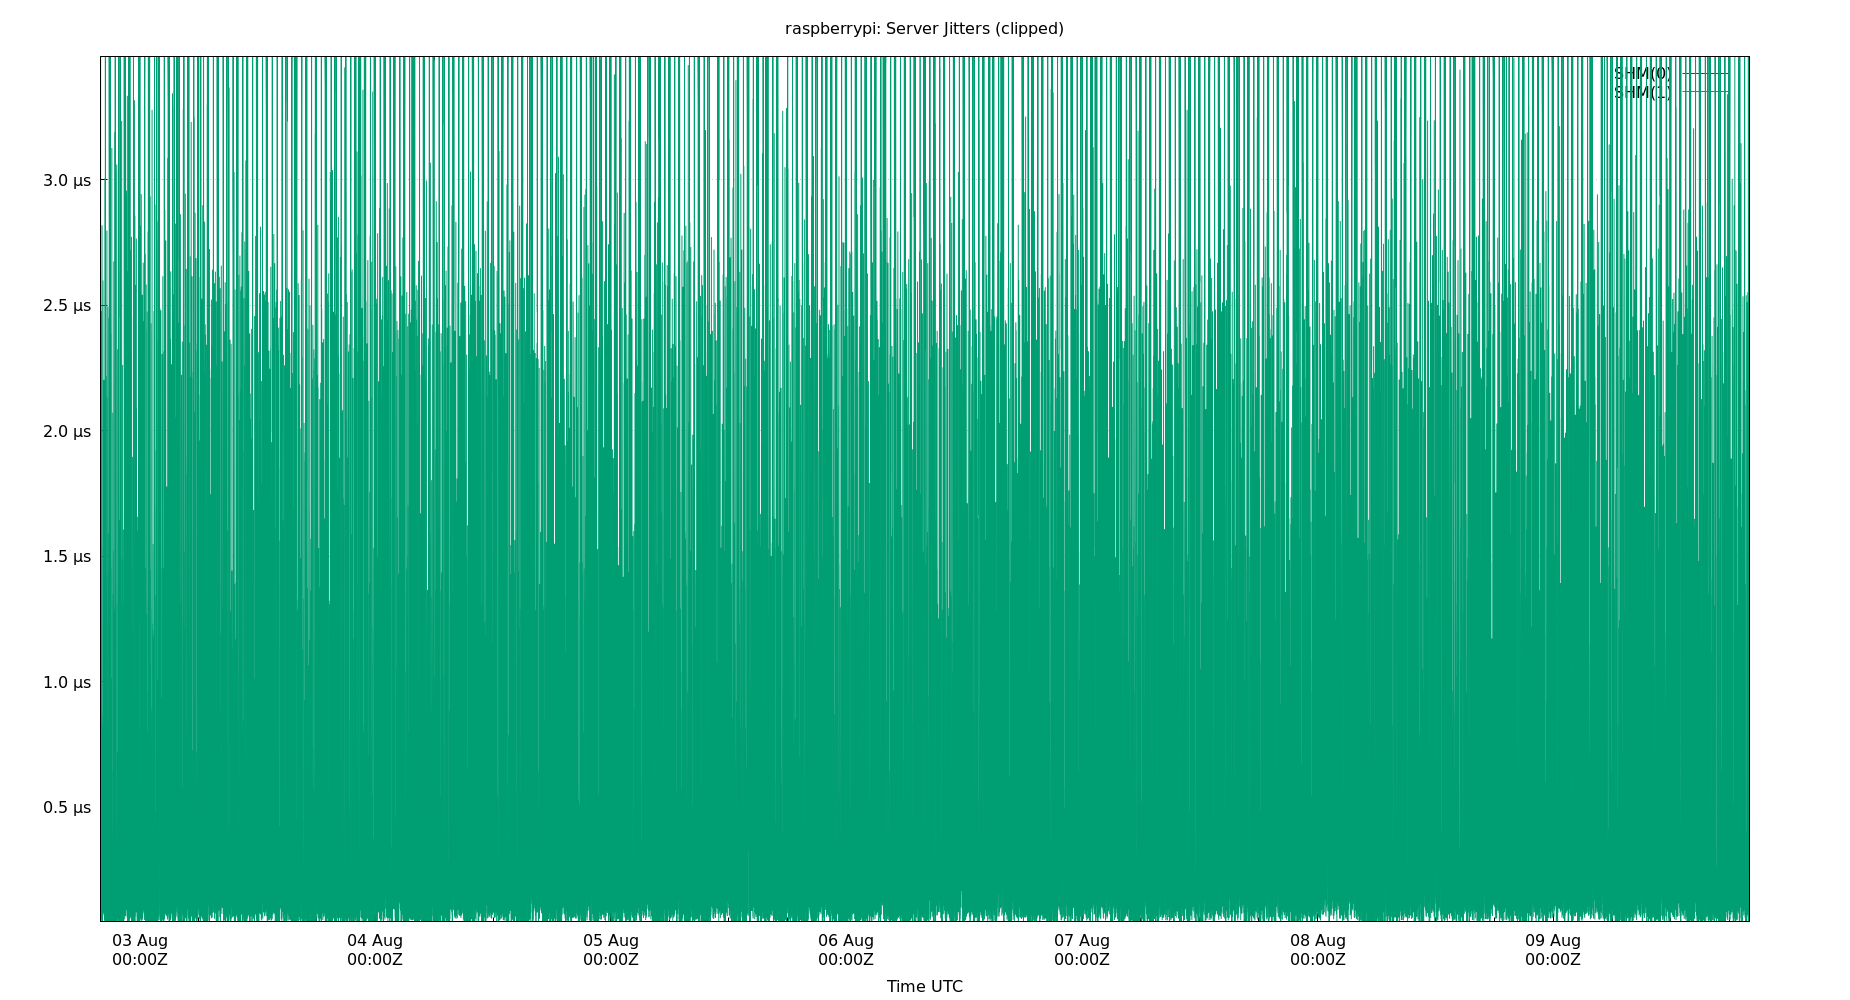 raspberrypi: Server Jitters (clipped)
SHM(0)
SHM(1)
3.0 µs
2.5 µs
2.0 µs
1.5 µs
1.0 µs
0.5 µs
03 Aug 04 Aug 05 Aug 06 Aug 07 Aug 08 Aug 09 Aug
00:00Z 00:00Z 00:00Z 00:00Z 00:00Z 00:00Z 00:00Z
Time UTC